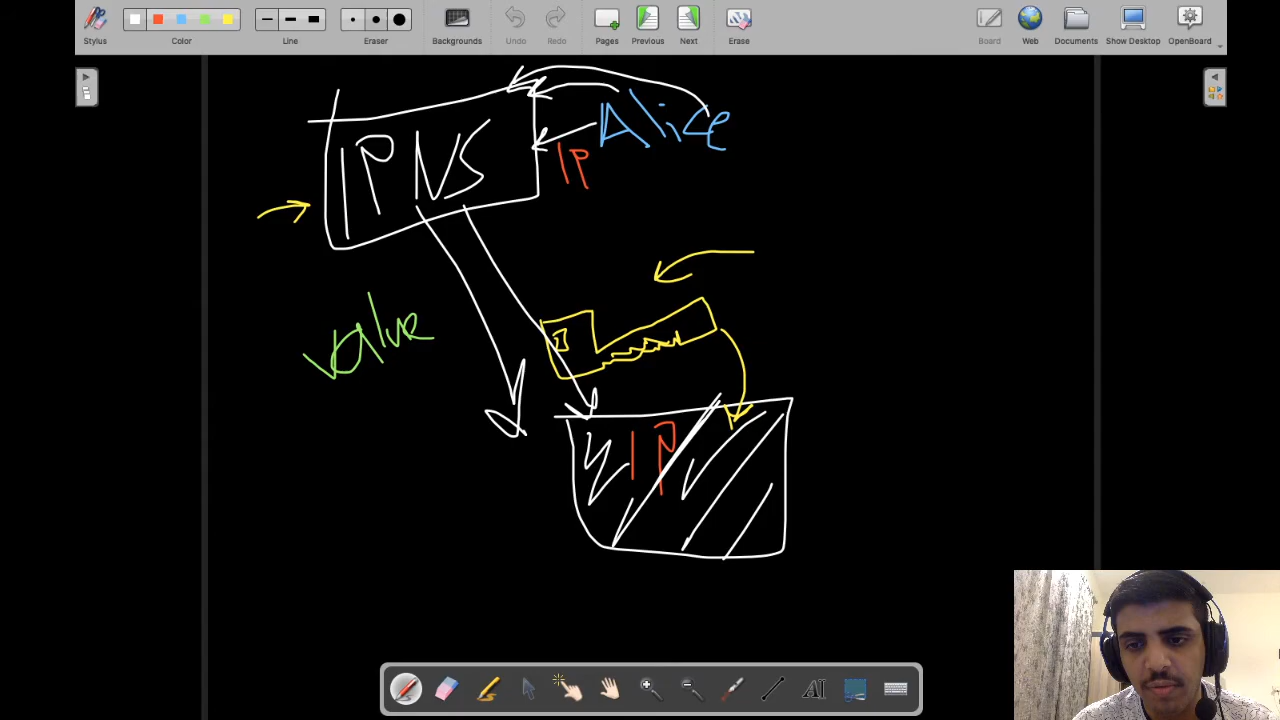 Stylus
Color
Line
Eraser
Backgrounds
Undo
Redo
Pages
Previous
Next
Erase
Board
Web
Documents
Show Desktop
OpenBoard
Alice
IPNS
IP
value
IP
AI